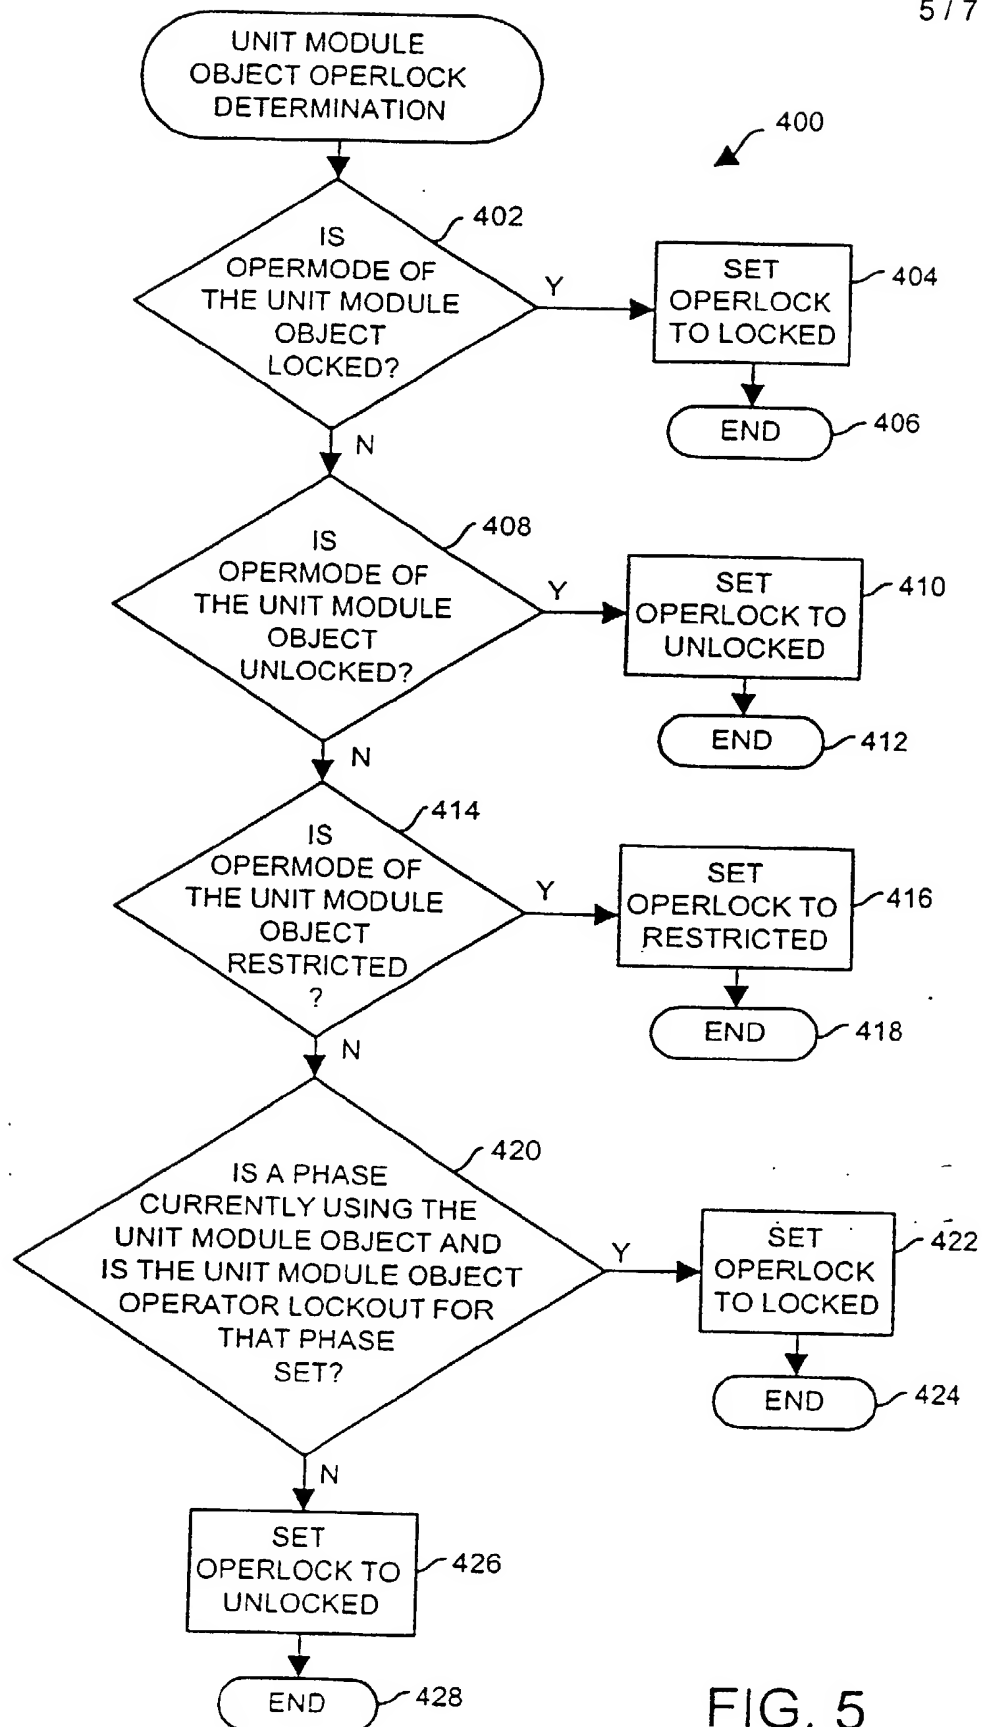 5 / 7
UNIT MODULE
OBJECT OPERLOCK
DETERMINATION
400
402
IS
OPERMODE OF
THE UNIT MODULE
OBJECT
LOCKED?
Y
SET
OPERLOCK
TO LOCKED
404
END
406
N
408
IS
OPERMODE OF
THE UNIT MODULE
OBJECT
UNLOCKED?
Y
SET
OPERLOCK TO
UNLOCKED
410
END
412
N
414
IS
OPERMODE OF
THE UNIT MODULE
OBJECT
RESTRICTED
?
Y
SET
OPERLOCK TO
RESTRICTED
416
END
418
N
420
IS A PHASE
CURRENTLY USING THE
UNIT MODULE OBJECT AND
IS THE UNIT MODULE OBJECT
OPERATOR LOCKOUT FOR
THAT PHASE
SET?
Y
SET
OPERLOCK
TO LOCKED
422
END
424
N
SET
OPERLOCK TO
UNLOCKED
426
END
428
FIG. 5